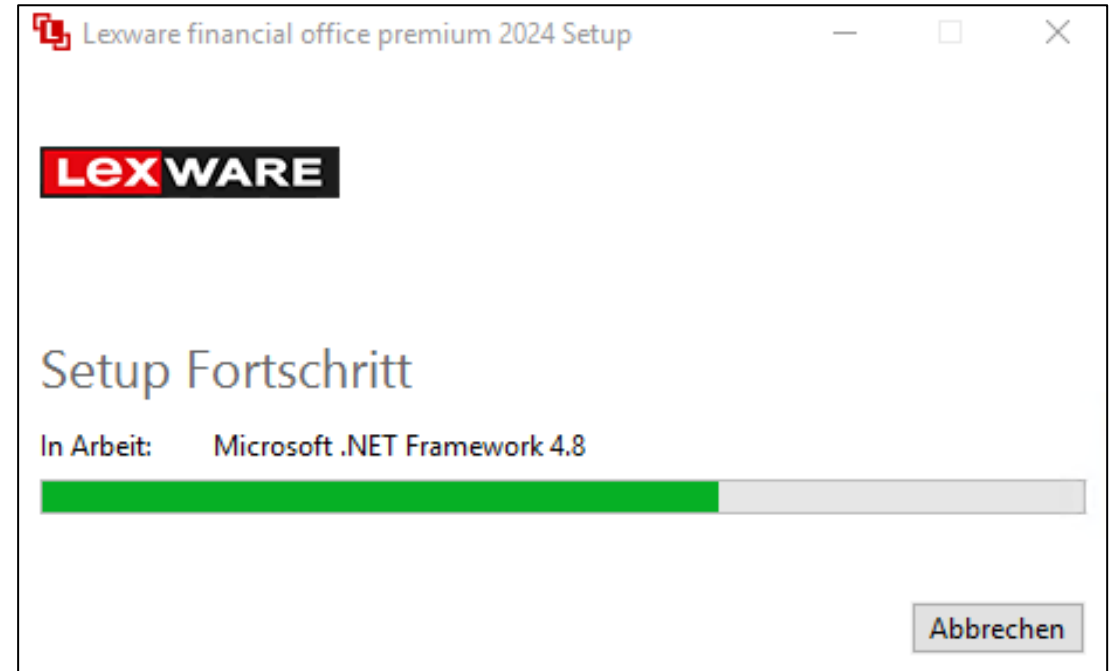 Lexware financial office premium 2024 Setup
LEXWARE
Setup Fortschritt
In Arbeit: Microsoft .NET Framework 4.8
Abbrechen